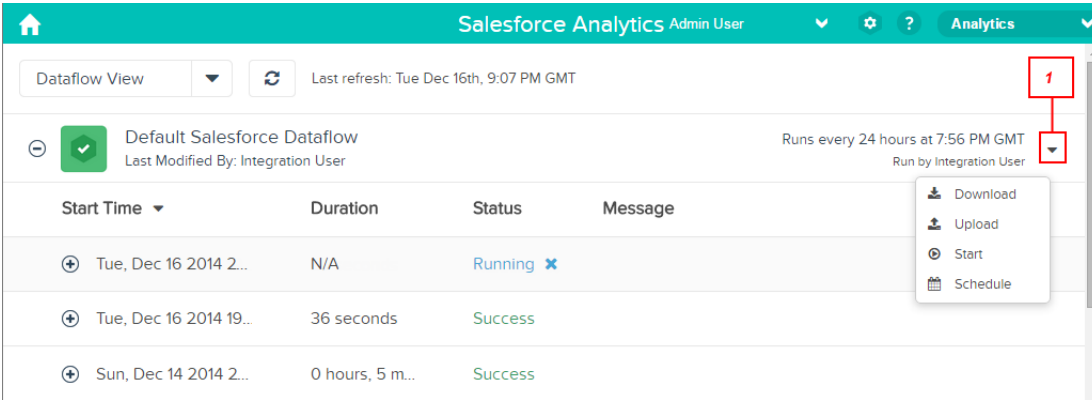 Salesforce Analytics Admin User ? Analytics
Dataflow View Last refresh: Tue Dec 16th, 9:07 PM GMT
1
Default Salesforce Dataflow
Last Modified By: Integration User
Runs every 24 hours at 7:56 PM GMT
Run by Integration User
Download
Upload
Start
Schedule
Start Time Duration Status Message
Tue, Dec 16 2014 2... N/A Running
Tue, Dec 16 2014 19... 36 seconds Success
Sun, Dec 14 2014 2... 0 hours, 5 m... Success